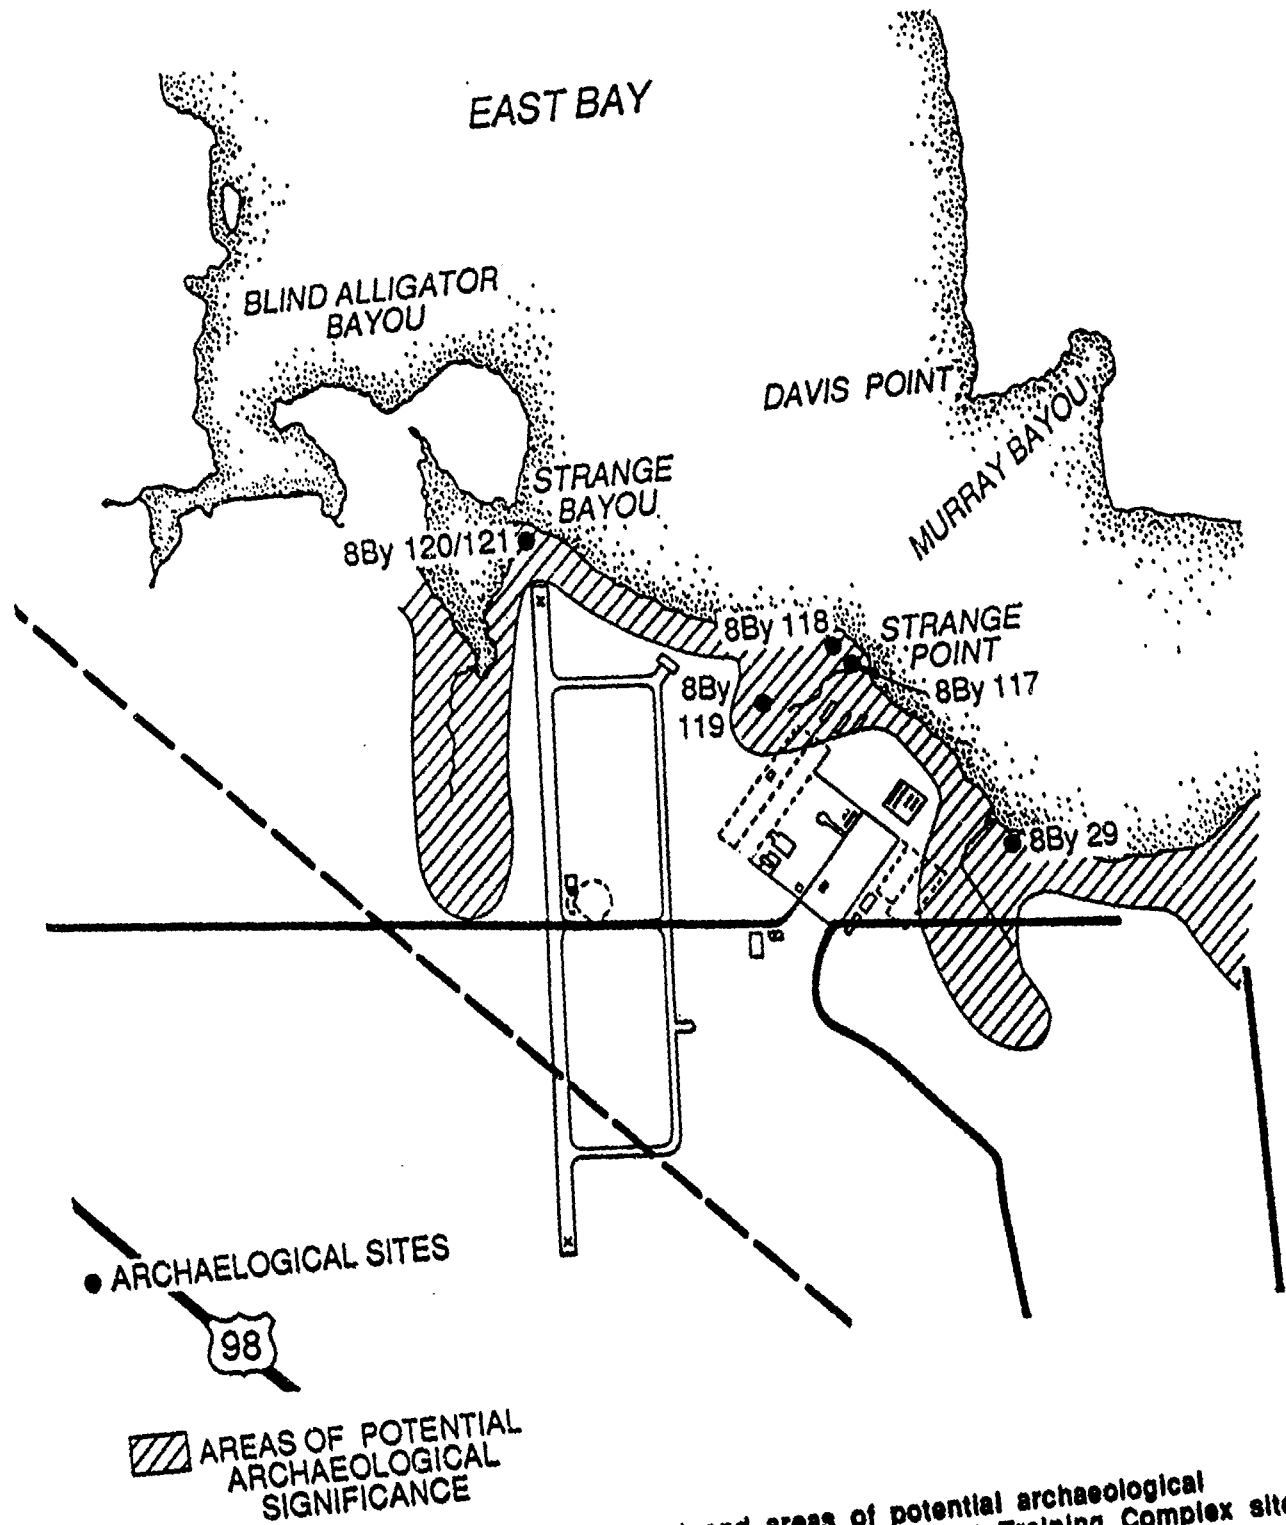 EAST BAY
BLIND ALLIGATOR
BAYOU
DAVIS POINT
MURRAY BAYOU
STRANGE
BAYOU
8By 120/121
8By 118
STRANGE
POINT
8By 117
8By
119
8By 29
x
x
ARCHAELOGICAL SITES
98
AREAS OF POTENTIAL
ARCHAEOLOGICAL
SIGNIFICANCE
and areas of potential archaeological
Training Complex site